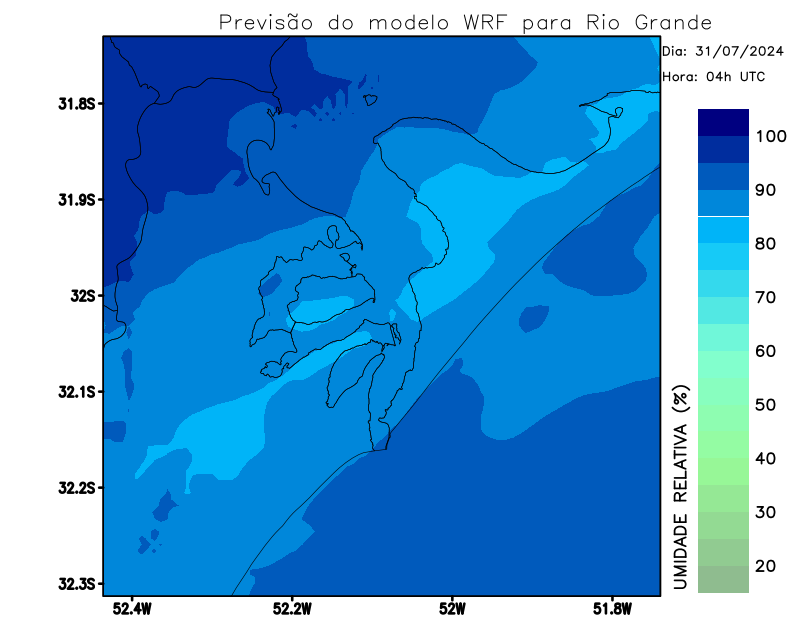 Previsão do modelo WRF para Rio Grande
Dia: 31/07/2024
Hora: 04h UTC
31.8S
31.9S
32S
32.1S
32.2S
32.3S
52.4W
52.2W
52W
51.8W
100
90
80
70
60
50
40
30
20
UMIDADE RELATIVA (%)